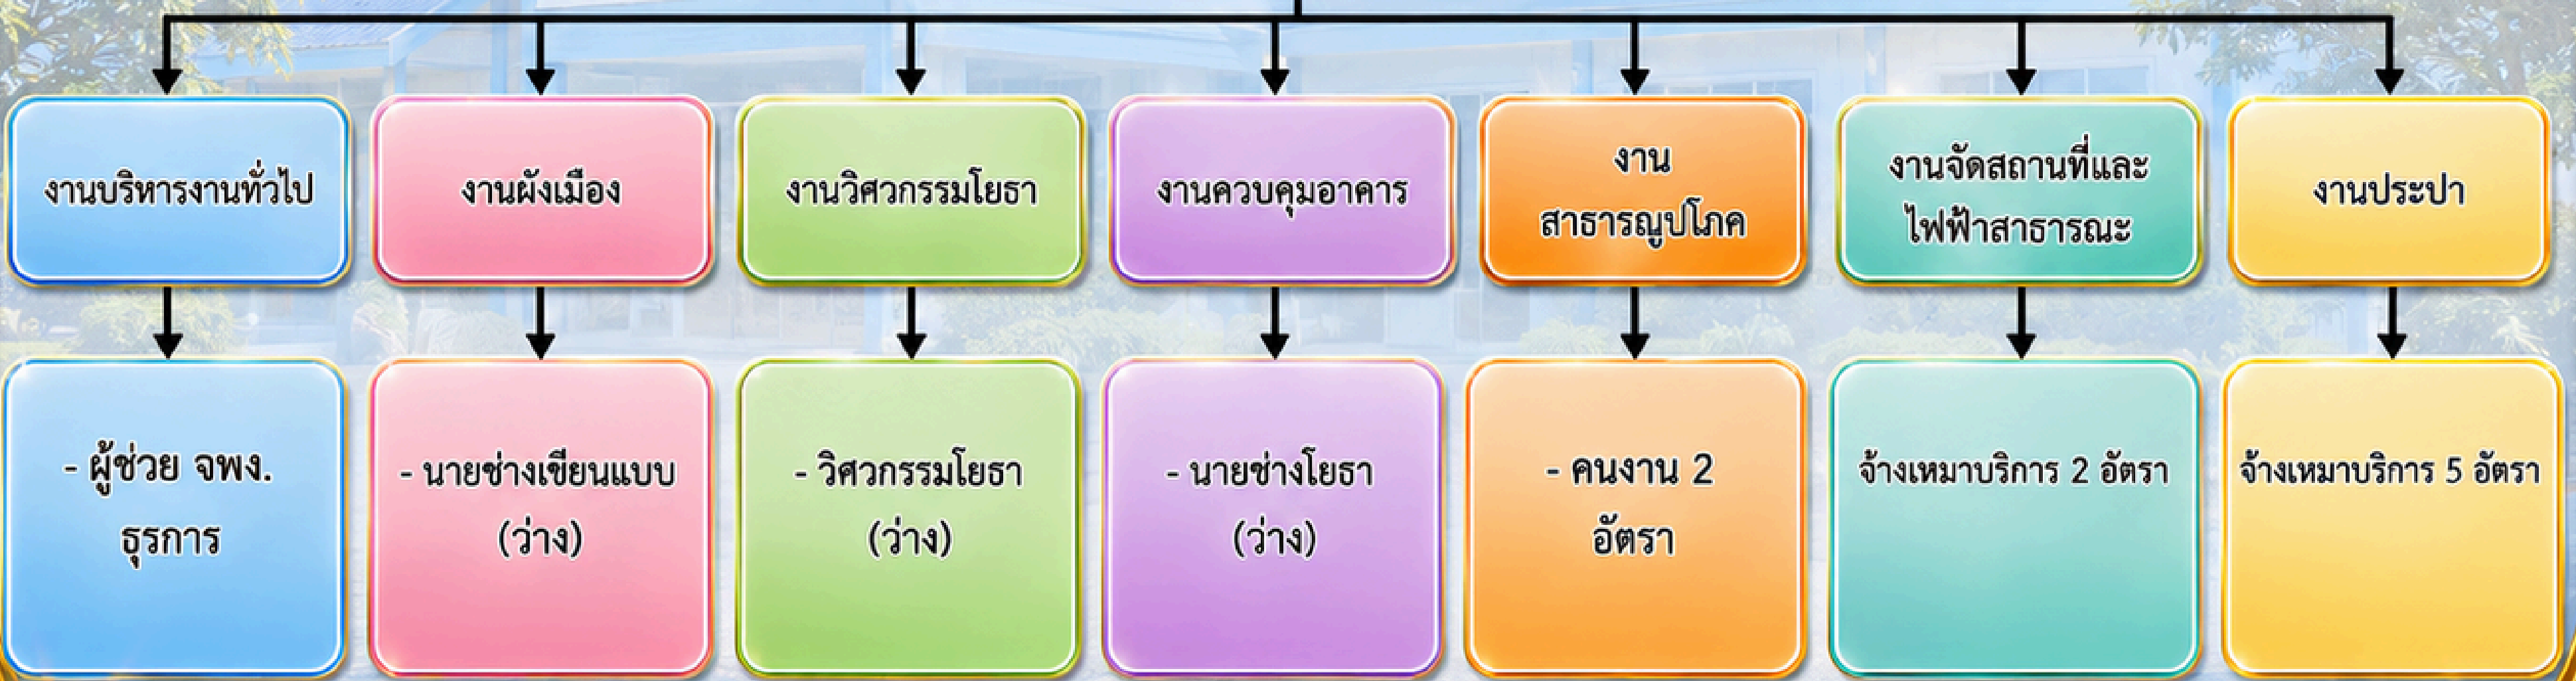 งานบริหารงานทั่วไป
งานผังเมือง
งานวิศวกรรมโยธา
งานควบคุมอาคาร
งาน
สาธารณูปโภค
งานจัดสถานที่และ
ไฟฟ้าสาธารณะ
งานประปา
- ผู้ช่วย จพง.
ธุรการ
- นายช่างเขียนแบบ
(ว่าง)
- วิศวกรรมโยธา
(ว่าง)
- นายช่างโยธา
(ว่าง)
- คนงาน 2
อัตรา
จ้างเหมาบริการ 2 อัตรา
จ้างเหมาบริการ 5 อัตรา